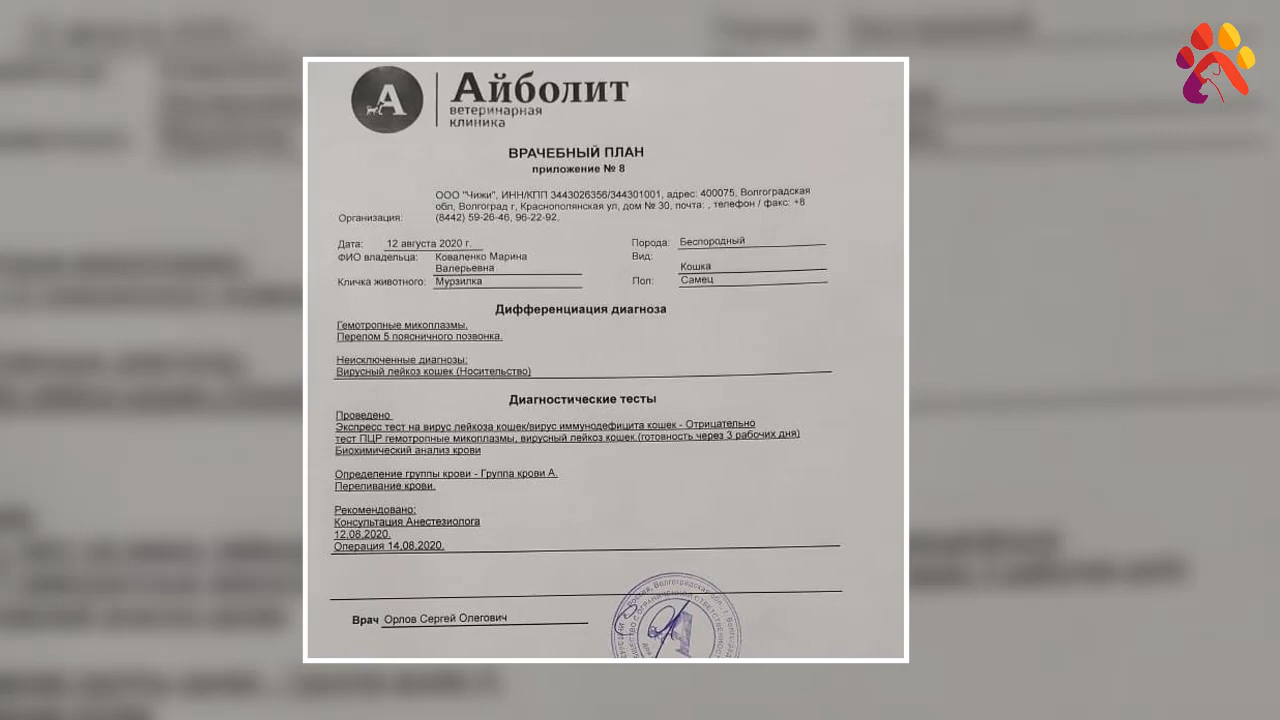 А
Айболит
ветеринарная
клиника
ВРАЧЕБНЫЙ ПЛАН
приложение № 8
ООО "Чижи", ИНН/КПП 3443026356/344301001, адрес: 400075, Волгоградская
обл, Волгоград г, Краснополянская ул, дом № 30, почта: , телефон / факс: +8
Организация: (8442) 59-26-46, 96-22-92,
Дата: 12 августа 2020 г. Порода: Беспородный
ФИО владельца: Коваленко Марина Вид:
Валерьевна Кошка
Кличка животного: Мурзилка Пол: Самец
Дифференциация диагноза
Гемотропные микоплазмы.
Перелом 5 поясничного позвонка.
Неисключенные диагнозы:
Вирусный лейкоз кошек (Носительство)
Диагностические тесты
Проведено
Экспресс тест на вирус лейкоза кошек/вирус иммунодефицита кошек - Отрицательно
тест ПЦР гемотропные микоплазмы, вирусный лейкоз кошек.(готовность через 3 рабочих дня)
Биохимический анализ крови
Определение группы крови - Группа крови А.
Переливание крови.
Рекомендовано:
Консультация Анестезиолога
12.08.2020.
Операция 14.08.2020.
Врач Орлов Сергей Олегович